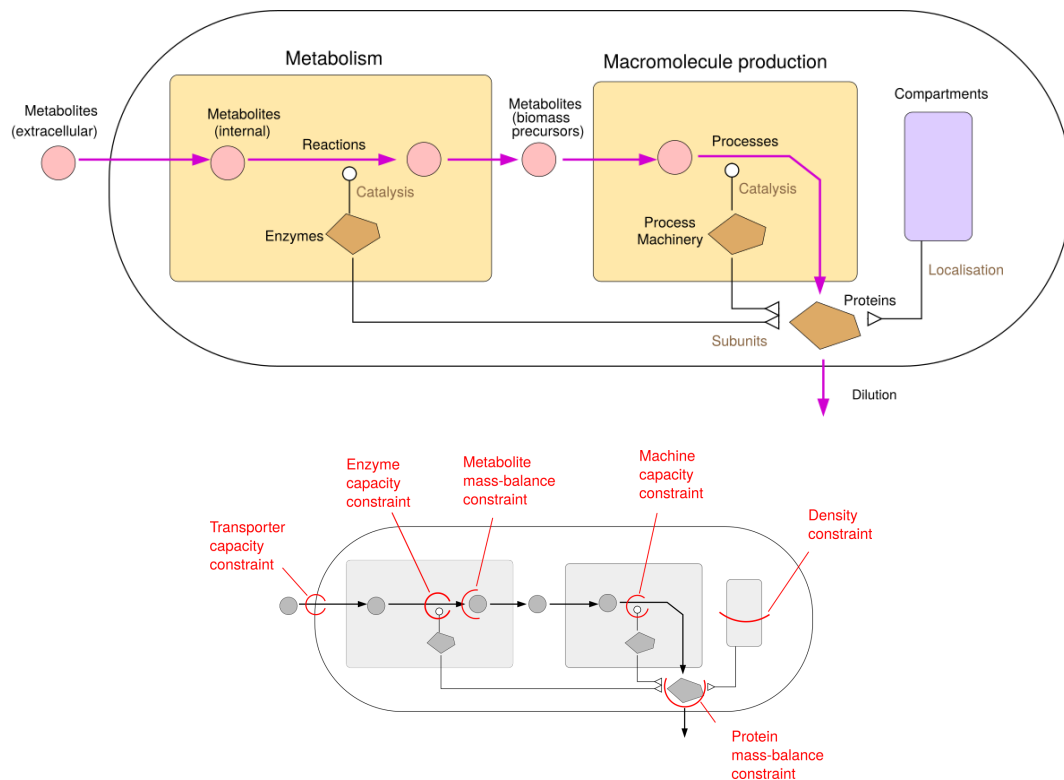 Metabolism
Macromolecule production
Metabolites
(extracellular)
Metabolites
(internal)
Reactions
Catalysis
Enzymes
Metabolites
(biomass
precursors)
Processes
Catalysis
Process
Machinery
Compartments
Localisation
Proteins
Subunits
Dilution
Transporter
capacity
constraint
Enzyme
capacity
constraint
Metabolite
mass-balance
constraint
Machine
capacity
constraint
Density
constraint
Protein
mass-balance
constraint